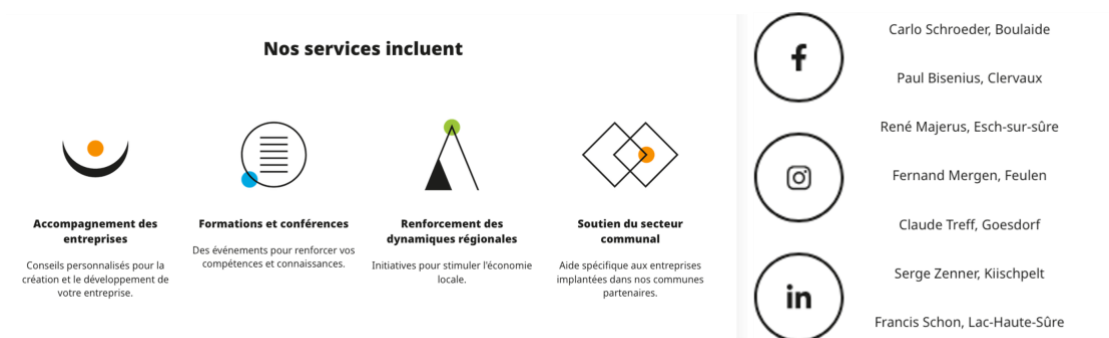 Nos services incluent
Accompagnement des
entreprises
Conseils personnalisés pour la
création et le développement de
votre entreprise.
Formations et conférences
Des événements pour renforcer vos
compétences et connaissances.
Renforcement des
dynamiques régionales
Initiatives pour stimuler l'économie
locale.
Soutien du secteur
communal
Aide spécifique aux entreprises
implantées dans nos communes
partenaires.
f
in
Carlo Schroeder, Boulaide
Paul Bisenius, Clervaux
René Majerus, Esch-sur-sûre
Fernand Mergen, Feulen
Claude Treff, Goesdorf
Serge Zenner, Kiischpelt
Francis Schon, Lac-Haute-Sûre